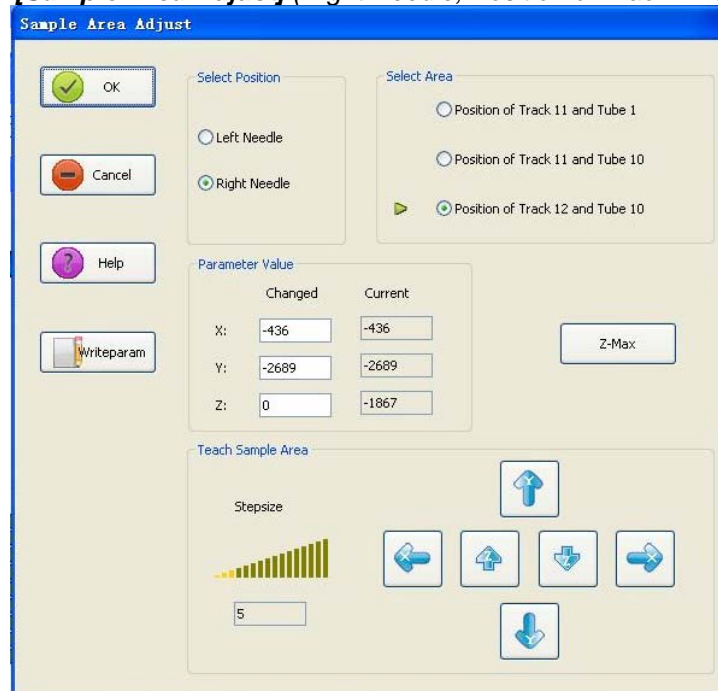 Sample Area Adjust
OK
Cancel
Help
Writeparam
Select Position
Left Needle
Right Needle
Select Area
Position of Track 11 and Tube 1
Position of Track 11 and Tube 10
Position of Track 12 and Tube 10
Parameter Value
Changed Current
X: -436 -436
Y: -2689 -2689
Z: 0 -1867
Z-Max
Teach Sample Area
Stepsize
5
Y
X Z Z X
Y